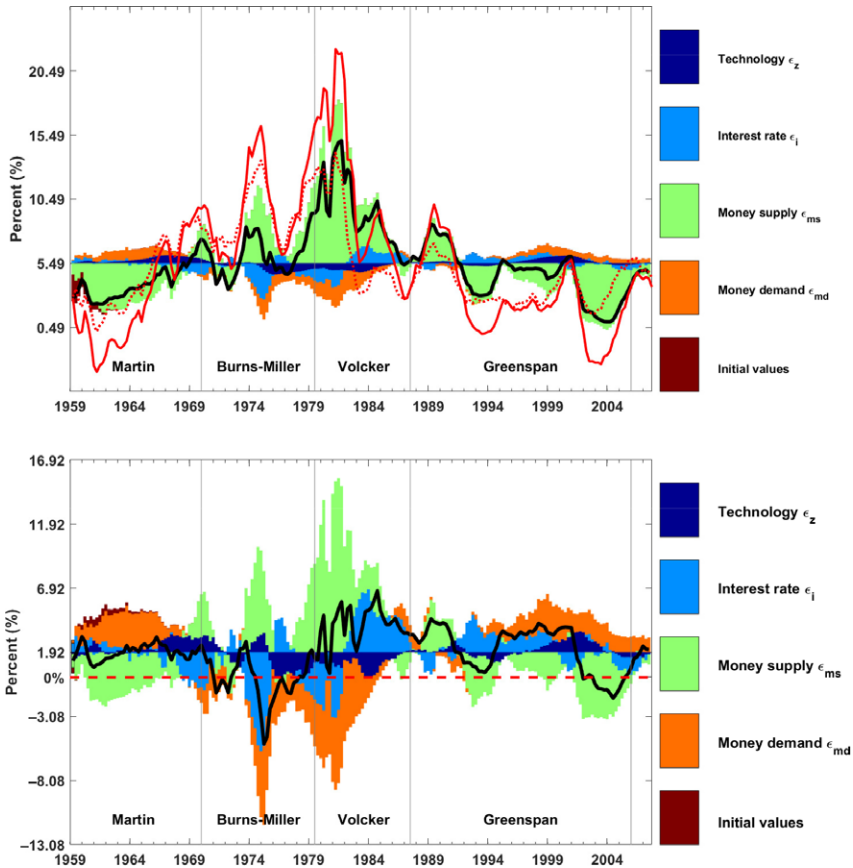 Percent (%)
20.49
15.49
10.49
5.49
0.49
Martin
Burns-Miller
Volcker
Greenspan
1959
1964
1969
1974
1979
1984
1989
1994
1999
2004
Technology ϵz
Interest rate ϵi
Money supply ϵms
Money demand ϵmd
Initial values
Percent (%)
16.92
11.92
6.92
1.92
0%
−3.08
−8.08
−13.08
Martin
Burns-Miller
Volcker
Greenspan
1959
1964
1969
1974
1979
1984
1989
1994
1999
2004
Technology ϵz
Interest rate ϵi
Money supply ϵms
Money demand ϵmd
Initial values